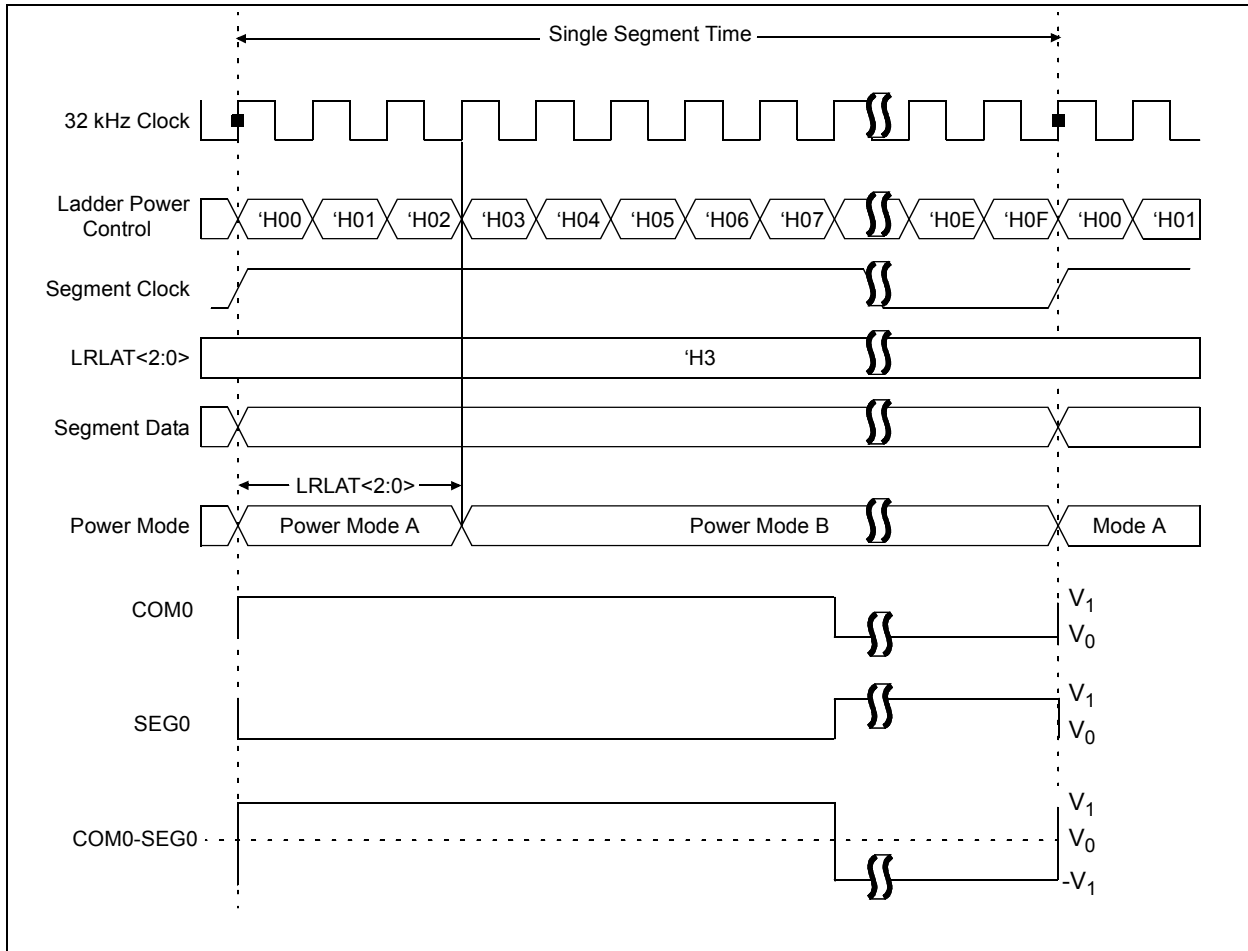 Single Segment Time
32 kHz Clock
Ladder Power
Control
‘H00 ‘H01 ‘H02 ‘H03 ‘H04 ‘H05 ‘H06 ‘H07 ‘H0E ‘H0F ‘H00 ‘H01
Segment Clock
LRLAT<2:0> ‘H3
Segment Data
LRLAT<2:0>
Power Mode Power Mode A Power Mode B Mode A
COM0
V1
V0
SEG0
V1
V0
COM0-SEG0
V1
V0
-V1